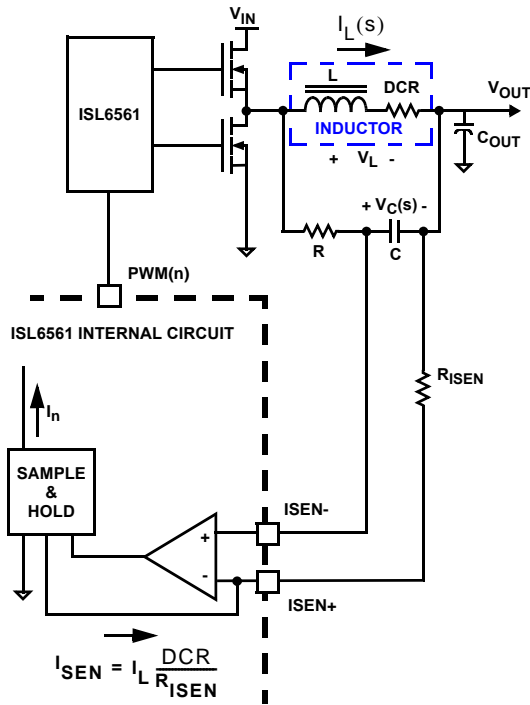 V_IN
I_L(s)
L
DCR
V_OUT
ISL6561
INDUCTOR
C_OUT
+ V_L -
+ V_C(s) -
R
C
PWM(n)
ISL6561 INTERNAL CIRCUIT
R_ISEN
I_n
SAMPLE
&
HOLD
ISEN-
+
-
ISEN+
I_SEN = I_L DCR/R_ISEN